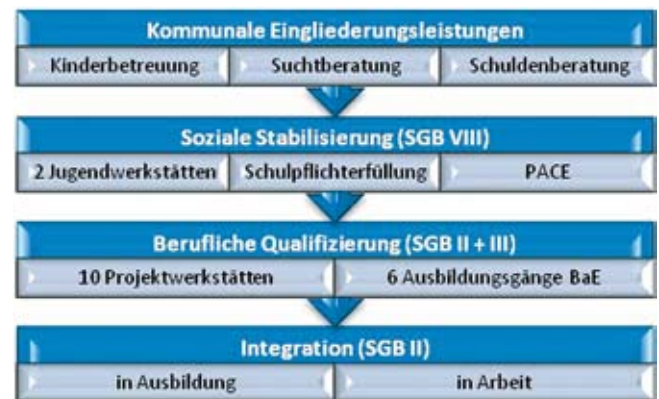 Kommunale Eingliederungsleistungen
Kinderbetreuung Suchtberatung Schuldenberatung
Soziale Stabilisierung (SGB VIII)
2 Jugendwerkstätten Schulpflichterfüllung PACE
Berufliche Qualifizierung (SGB II + III)
10 Projektwerkstätten 6 Ausbildungsgänge BaE
Integration (SGB II)
in Ausbildung in Arbeit